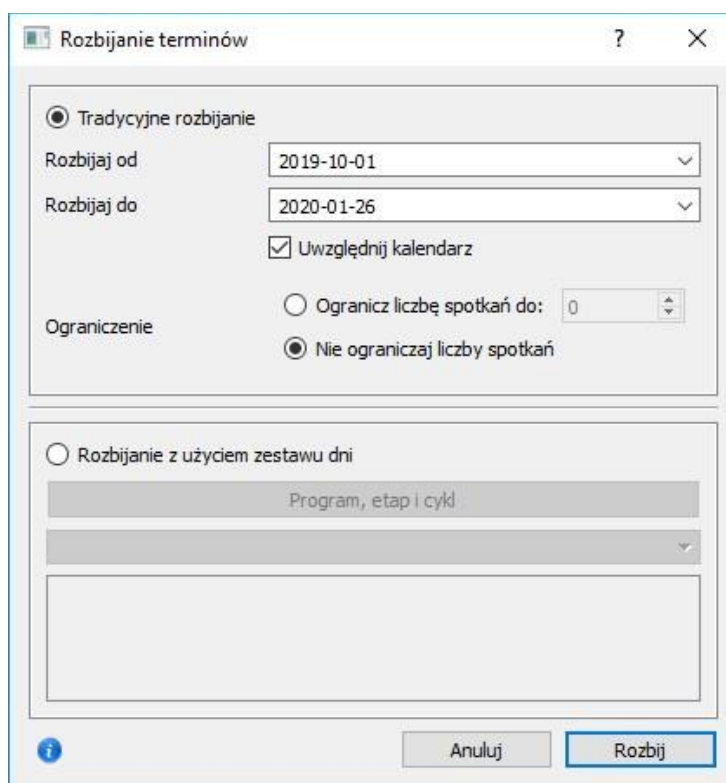 Rozbijanie terminów
Tradycyjne rozbijanie
Rozbijaj od 2019-10-01
Rozbijaj do 2020-01-26
Uwzględnij kalendarz
Ogranicz liczbę spotkań do: 0
Ograniczenie
Nie ograniczaj liczby spotkań
Rozbijanie z użyciem zestawu dni
Program, etap i cykl
Anuluj Rozbij